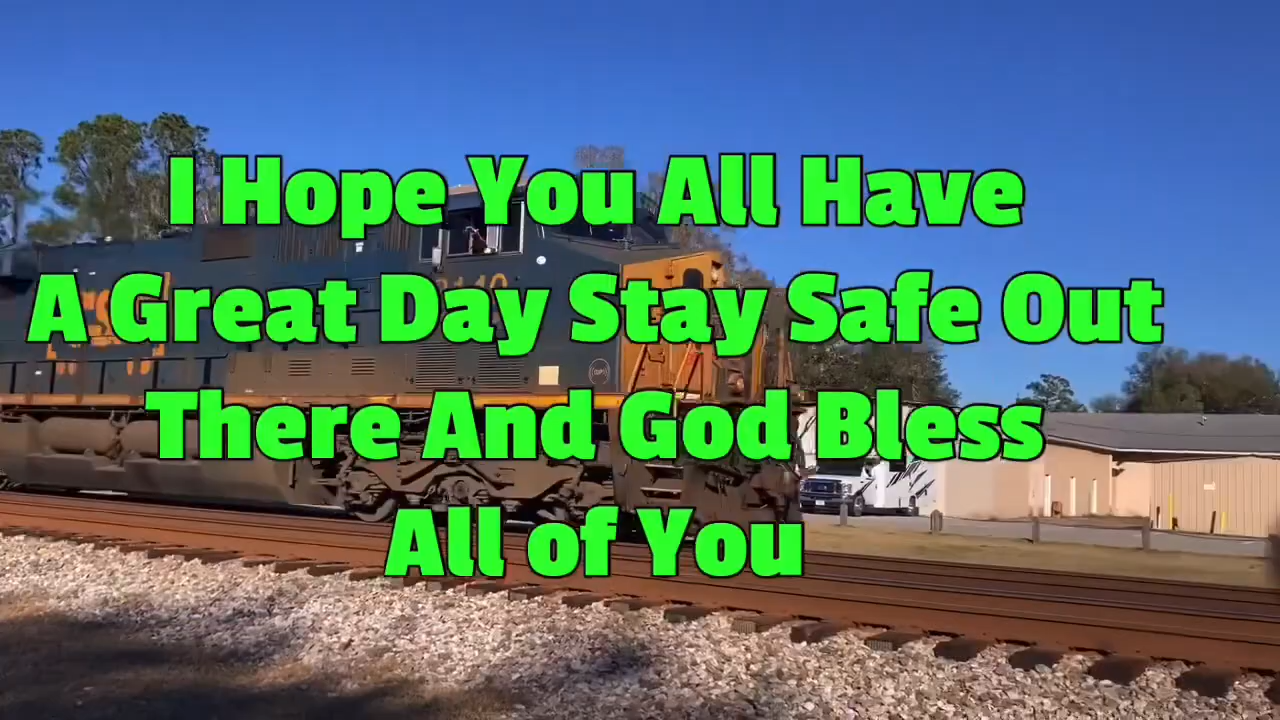 I Hope You All Have
A Great Day Stay Safe Out
There And God Bless
All of You